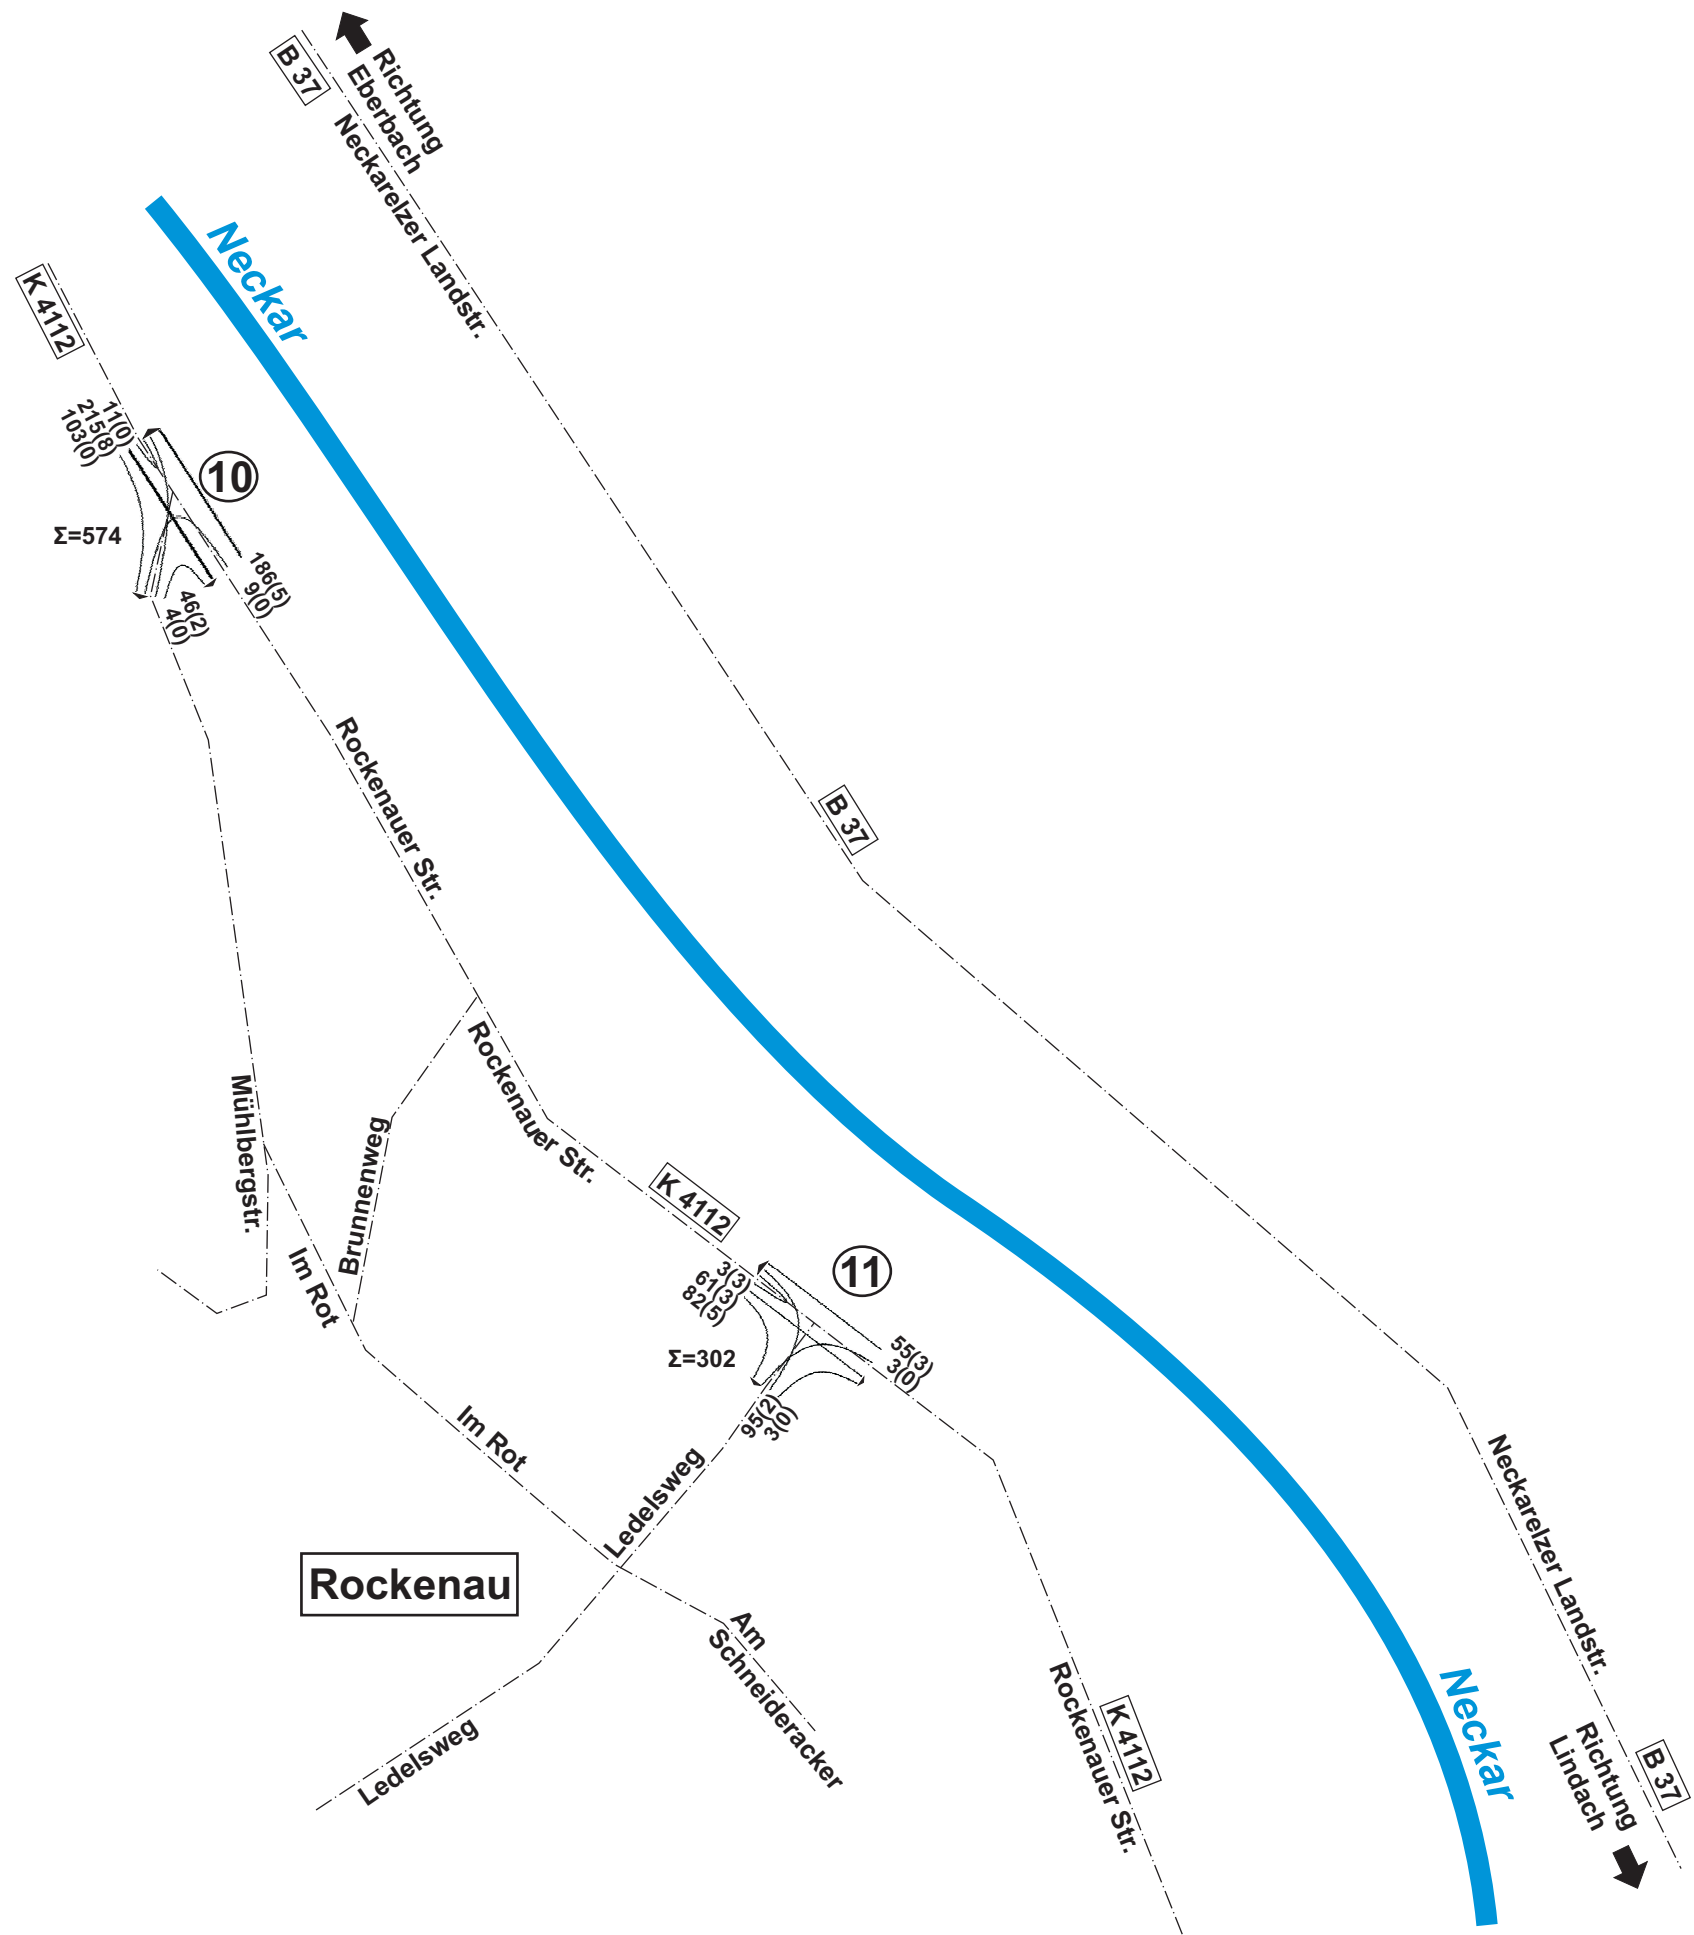 B 37
Richtung
Eberbach
Neckarelzer Landstr.
Neckar
K 4112
11(0)
215(8)
103(0)
10
Σ=574
186(5)
9(0)
46(2)
4(0)
Rockenauer Str.
B 37
Rockenauer Str.
Mühlbergstr.
Brunnenweg
Im Rot
K 4112
11
3(3)
61(3)
82(5)
Σ=302
55(3)
3(0)
95(2)
3(0)
Im Rot
Ledelsweg
Rockenau
Neckarelzer Landstr.
Am
Schneideracker
Ledelsweg
Rockenauer Str.
K 4112
Neckar
Richtung
Lindach
B 37